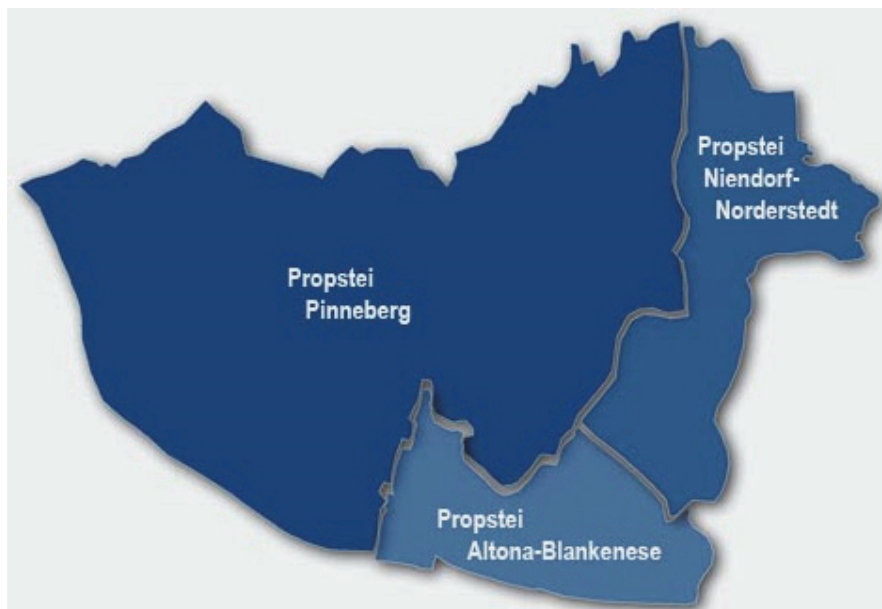 Propstei
Niendorf-
Norderstedt
Propstei
Pinneberg
Propstei
Altona-Blankenese